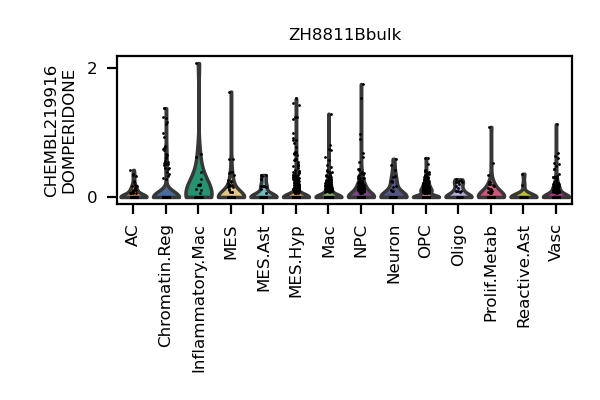 ZH8811Bbulk
CHEMBL219916
DOMPERIDONE
2
0
AC
Chromatin.Reg
Inflammatory.Mac
MES
MES.Ast
MES.Hyp
Mac
NPC
Neuron
OPC
Oligo
Prolif.Metab
Reactive.Ast
Vasc